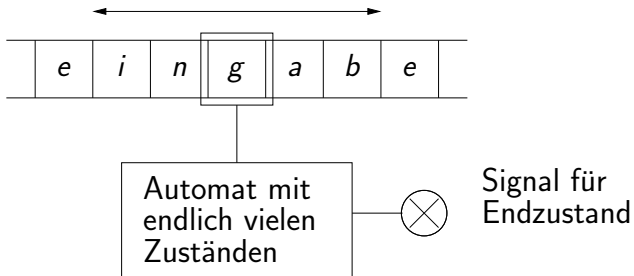 e i n g a b e
Automat mit
endlich vielen
Zuständen
Signal für
Endzustand